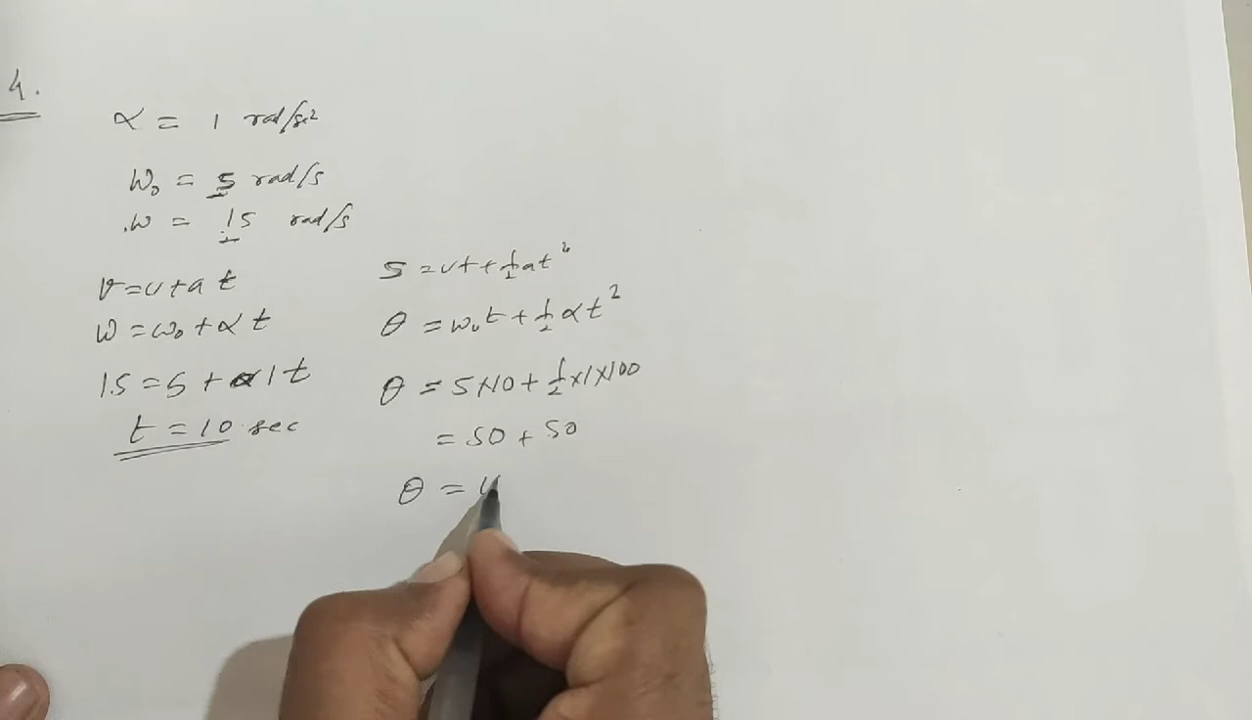 4.
α = 1 rad/s²
ω₀ = 5 rad/s
ω = 15 rad/s
v=u+at
ω=ω₀+αt
15=5+1t
t=10 sec
s=ut+½at²
θ=ω₀t+½αt²
θ=5×10+½×1×100
=50+50
θ=